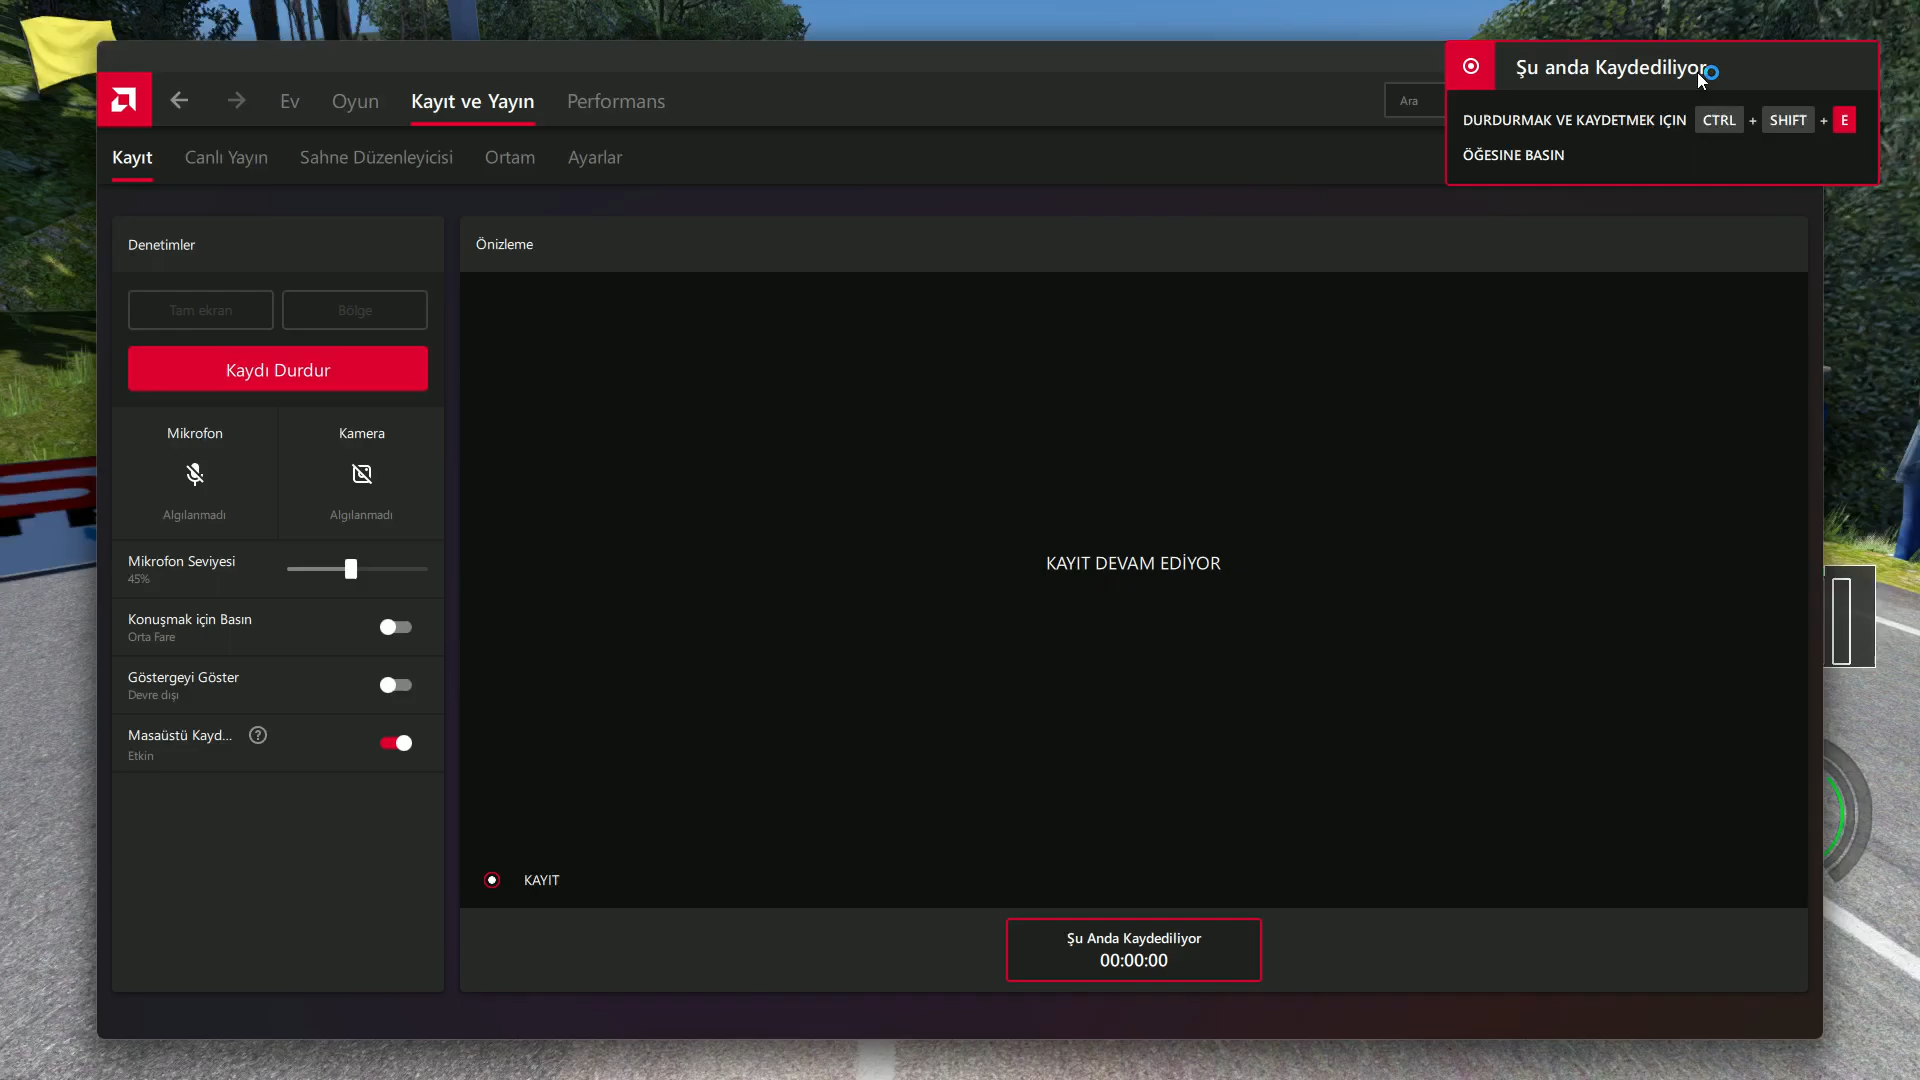 Şu anda Kaydediliyor
DURDURMAK VE KAYDETMEK IÇIN CTRL + SHIFT + E
ÖĞESINE BASIN
Ev
Oyun
Kayıt ve Yayın
Performans
Ara
Kayıt
Canlı Yayın
Sahne Düzenleyicisi
Ortam
Ayarlar
Denetimler
Tam ekran
Bölge
Kaydı Durdur
Mikrofon
Kamera
Algılanmadı
Algılanmadı
Mikrofon Seviyesi
45%
Konuşmak için Basın
Orta Fare
Göstergeyi Göster
Devre dışı
Masaüstü Kayd...
Etkin
Önizleme
KAYIT DEVAM EDİYOR
KAYIT
Şu Anda Kaydediliyor
00:00:00